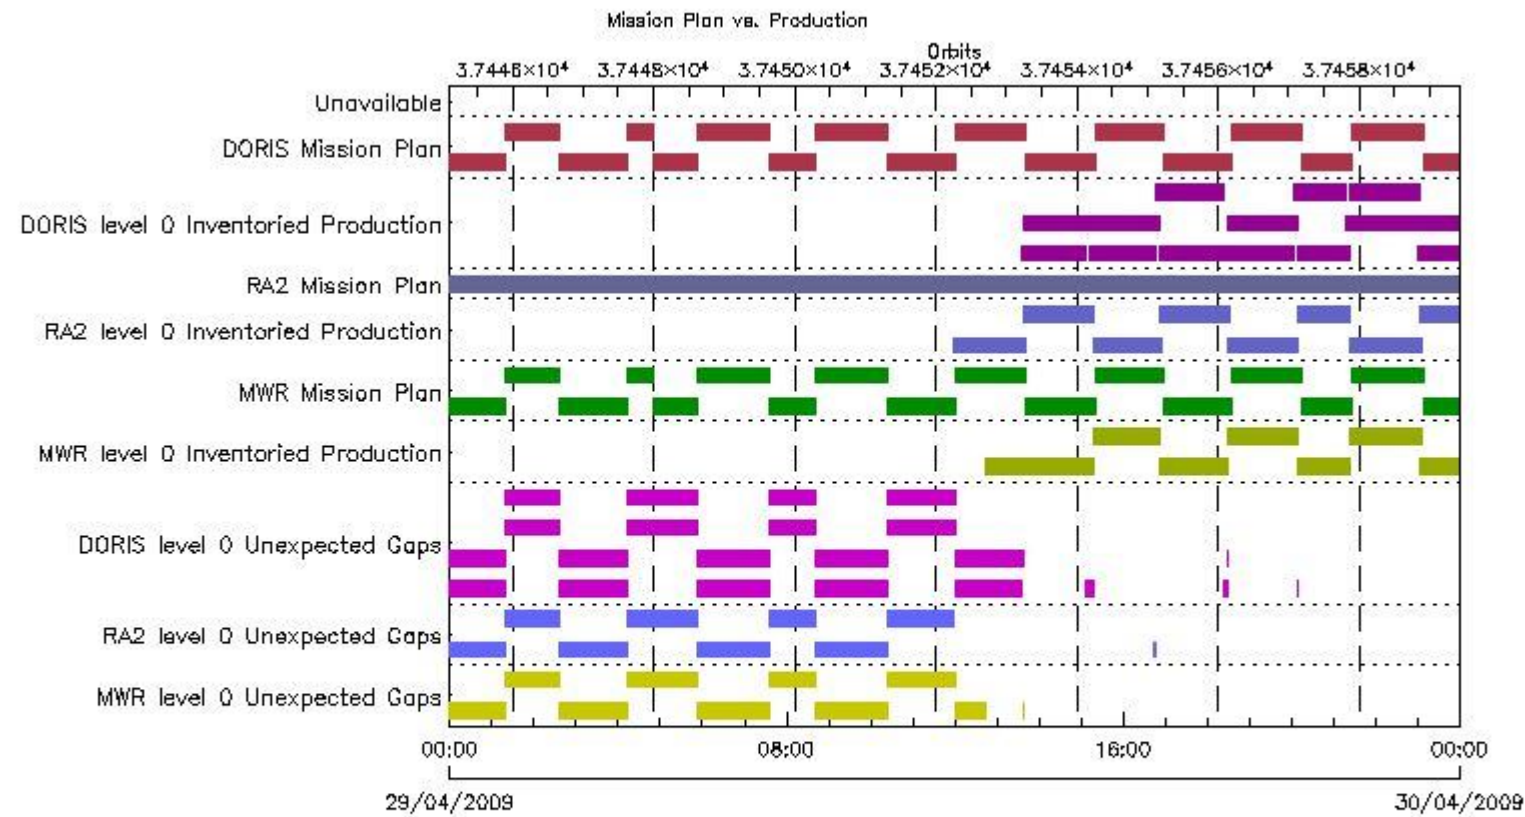 Mission Plan vs. Production
Orbits
3.7446×10⁴ 3.7448×10⁴ 3.7450×10⁴ 3.7452×10⁴ 3.7454×10⁴ 3.7456×10⁴ 3.7458×10⁴
Unavailable
DORIS Mission Plan
DORIS level 0 Inventoried Production
RA2 Mission Plan
RA2 level 0 Inventoried Production
MWR Mission Plan
MWR level 0 Inventoried Production
DORIS level 0 Unexpected Gaps
RA2 level 0 Unexpected Gaps
MWR level 0 Unexpected Gaps
00:00 08:00 16:00 00:00
29/04/2009 30/04/2009